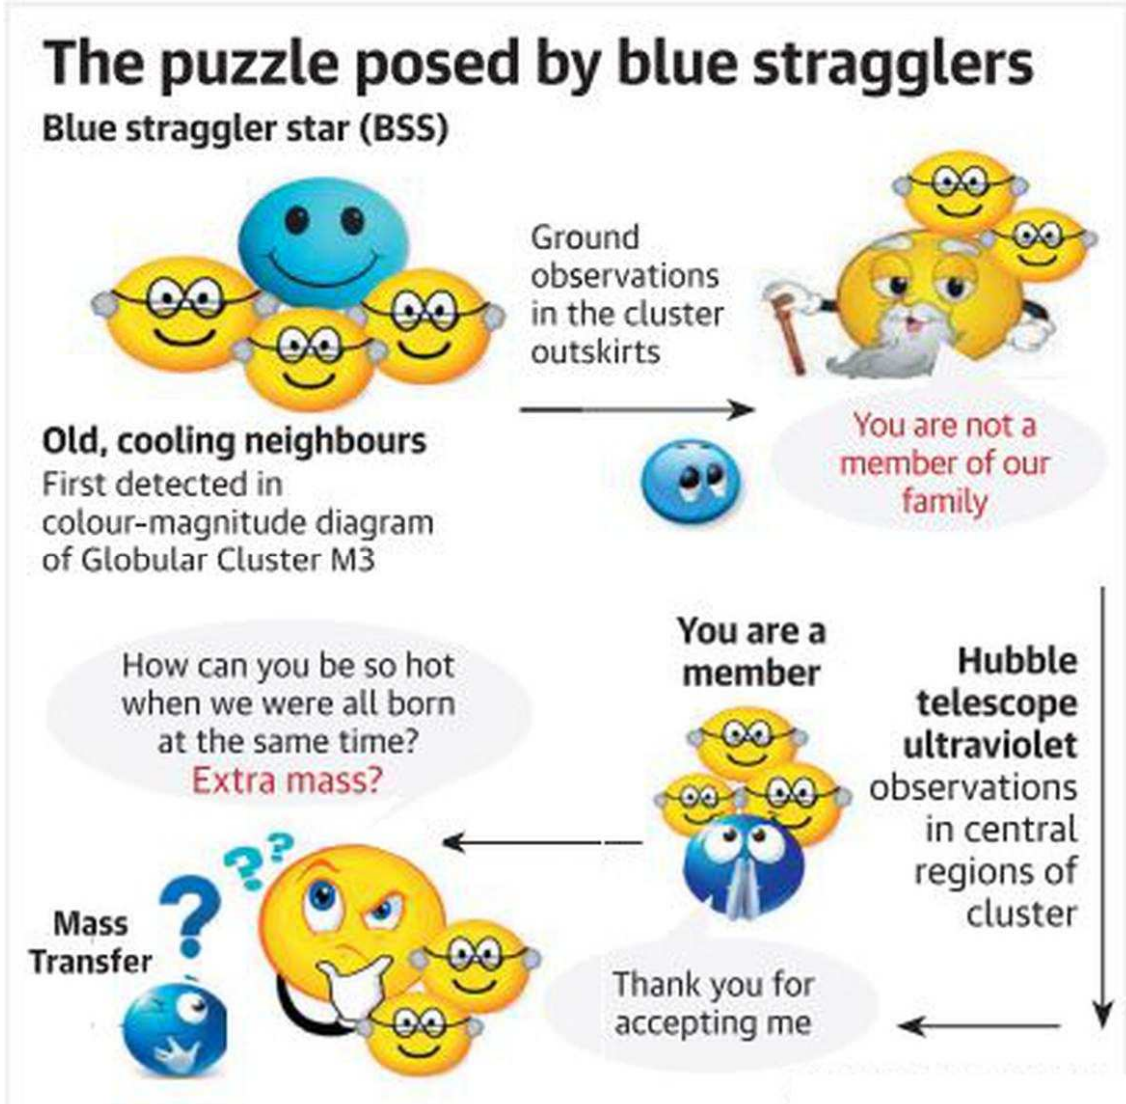 The puzzle posed by blue stragglers
Blue straggler star (BSS)
Ground
observations
in the cluster
outskirts
Old, cooling neighbours
First detected in
colour-magnitude diagram
of Globular Cluster M3
You are not a
member of our
family
You are a
member
Hubble
telescope
ultraviolet
observations
in central
regions of
cluster
Thank you for
accepting me
How can you be so hot
when we were all born
at the same time?
Extra mass?
? ?
?
Mass
Transfer